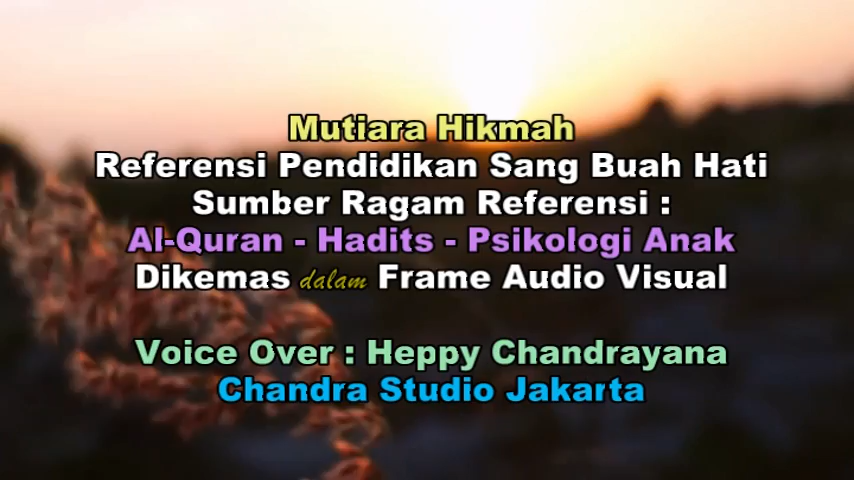 Mutiara Hikmah
Referensi Pendidikan Sang Buah Hati
Sumber Ragam Referensi :
Al-Quran - Hadits - Psikologi Anak
Dikemas dalam Frame Audio Visual
Voice Over : Heppy Chandrayana
Chandra Studio Jakarta